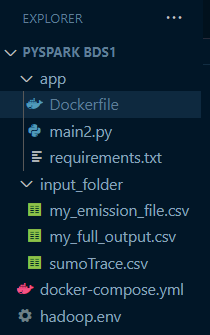 EXPLORER ...
PYSPARK BDS1
app
Dockerfile
main2.py
requirements.txt
input_folder
my_emission_file.csv
my_full_output.csv
sumoTrace.csv
docker-compose.yml
hadoop.env